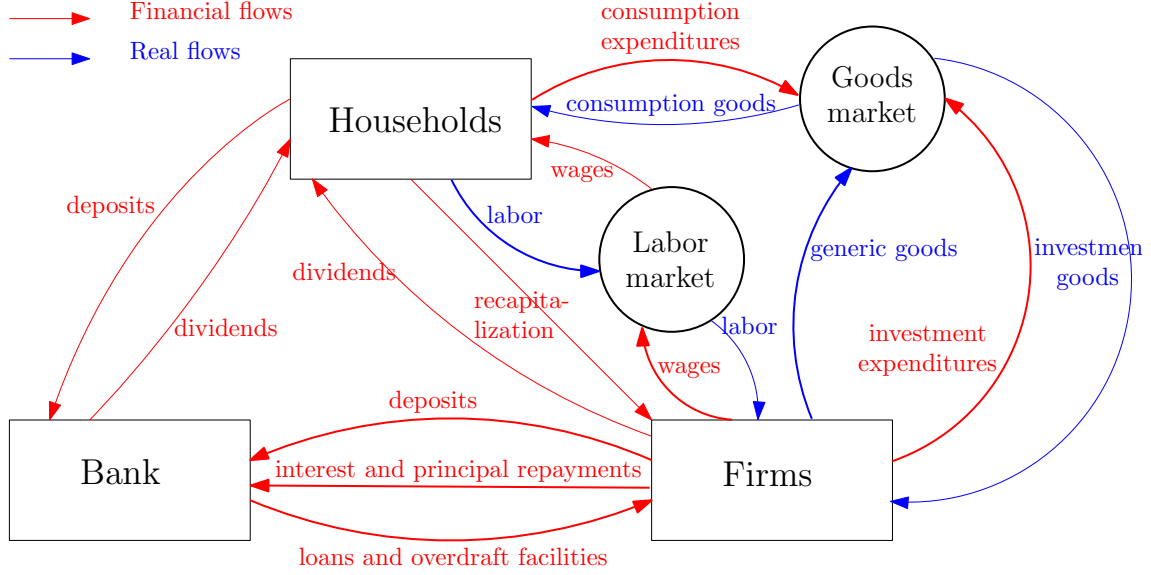 Financial flows
Real flows
consumption
expenditures
Goods
market
Households
consumption goods
wages
deposits
labor
Labor
market
generic goods
investmen
goods
dividends
recapita-
lization
dividends
labor
investment
expenditures
wages
deposits
Bank
interest and principal repayments
Firms
loans and overdraft facilities